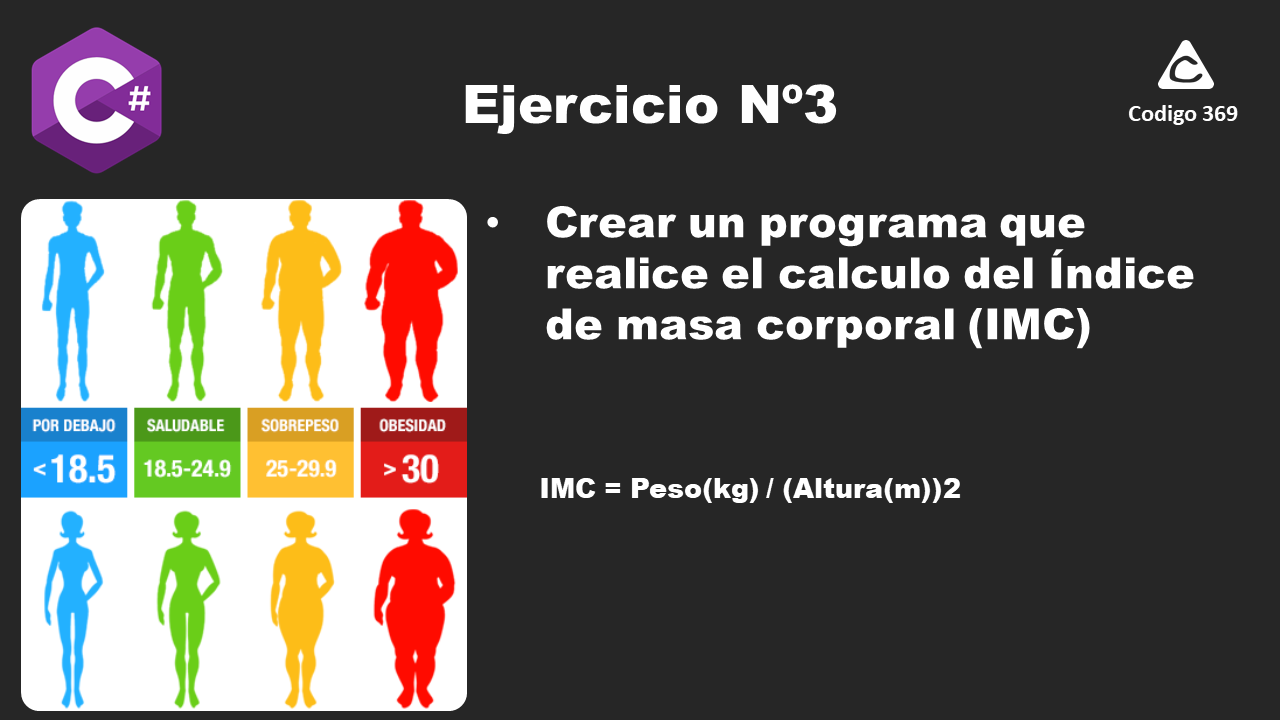 C#
Ejercicio Nº3
Codigo 369
• Crear un programa que
realice el calculo del Índice
de masa corporal (IMC)
POR DEBAJO
<18.5
SALUDABLE
18.5-24.9
SOBREPESO
25-29.9
OBESIDAD
> 30
IMC = Peso(kg) / (Altura(m))2